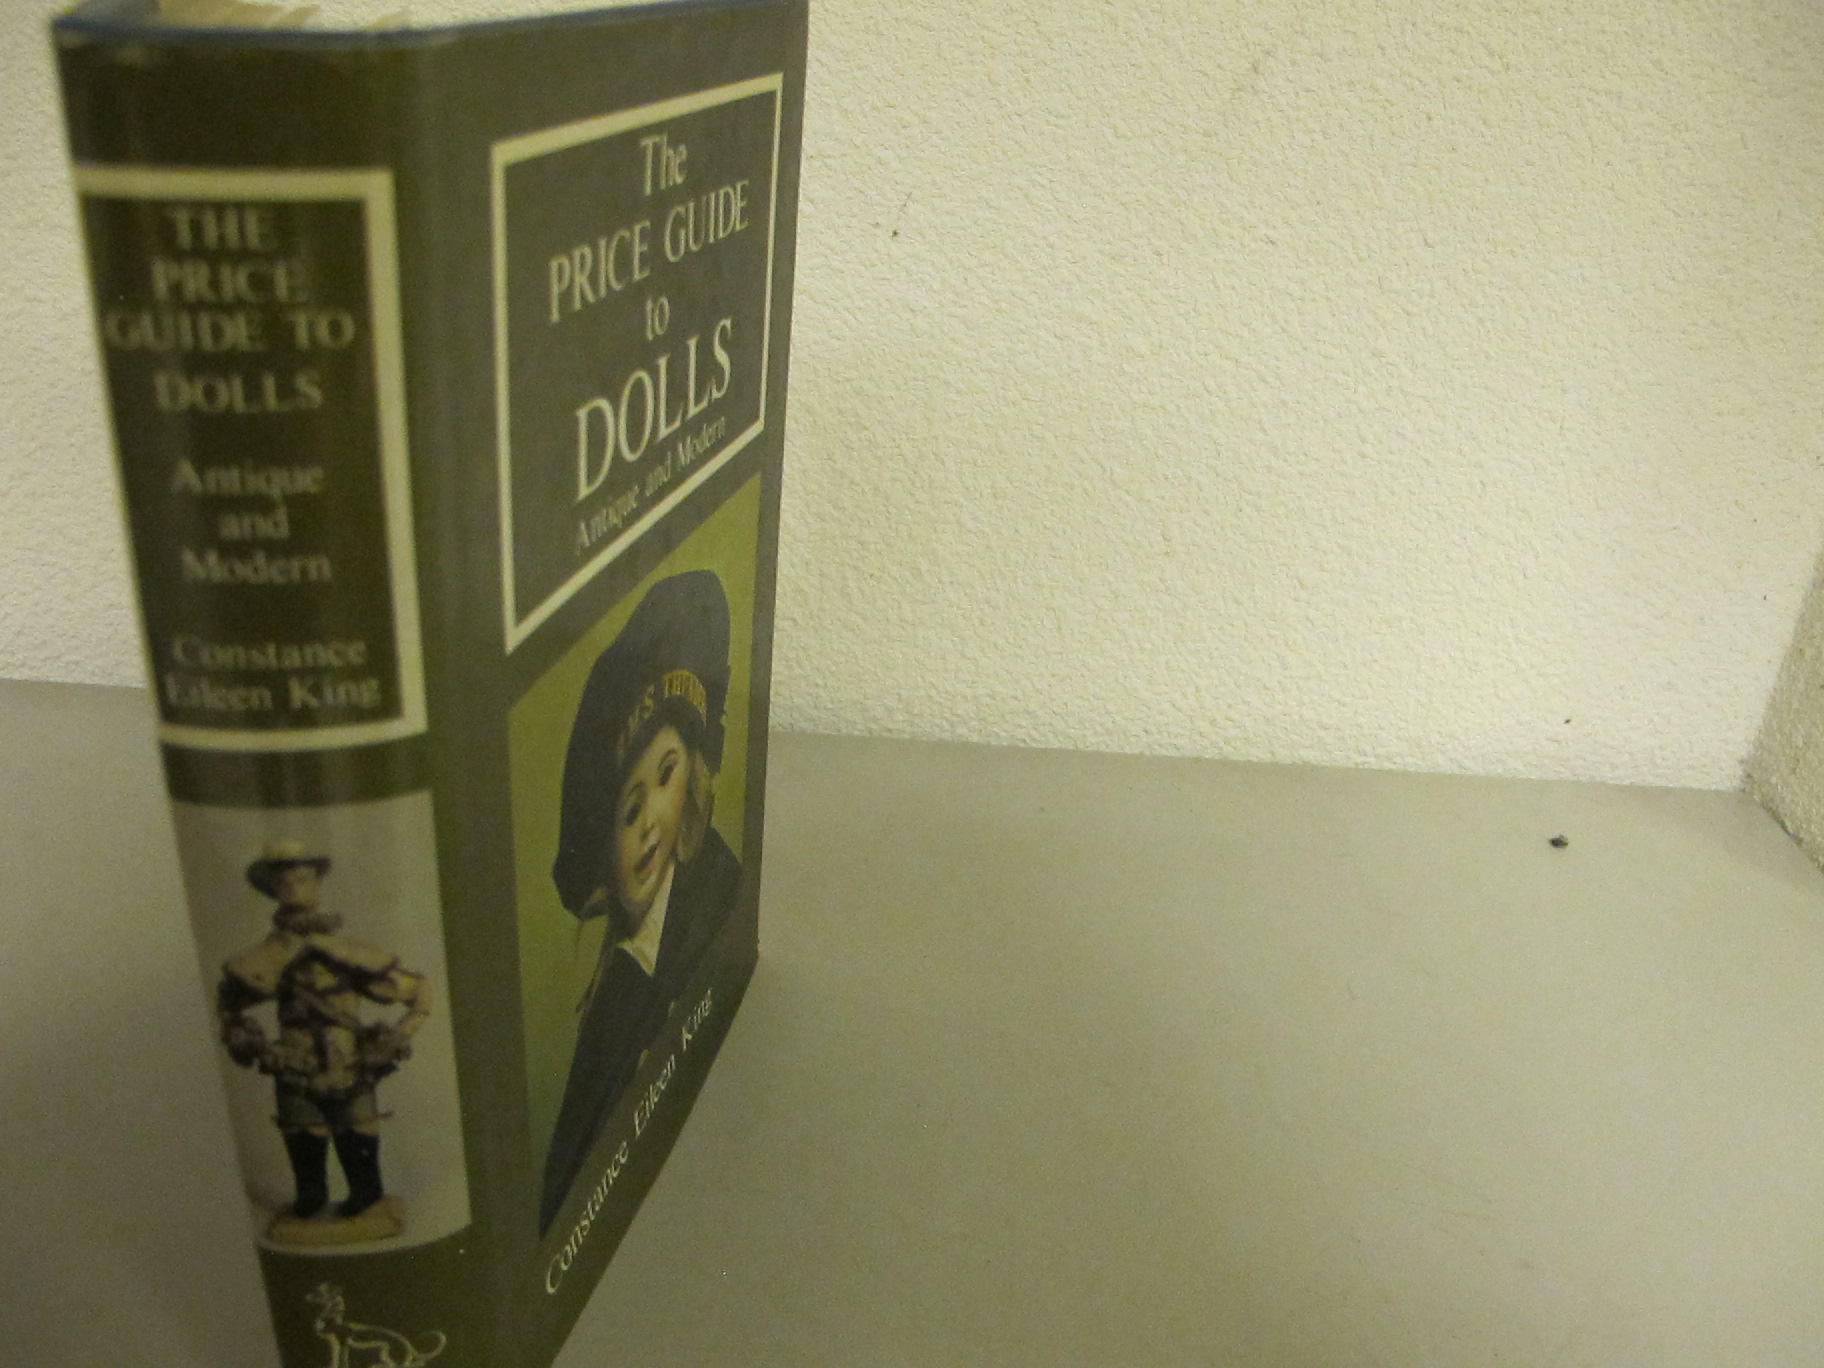 THE
PRICE
GUIDE TO
DOLLS
Antique
and
Modern
Constance
Eileen King
The
PRICE GUIDE
to
DOLLS
Antique and Modern
H.M.S.
Constance Eileen King